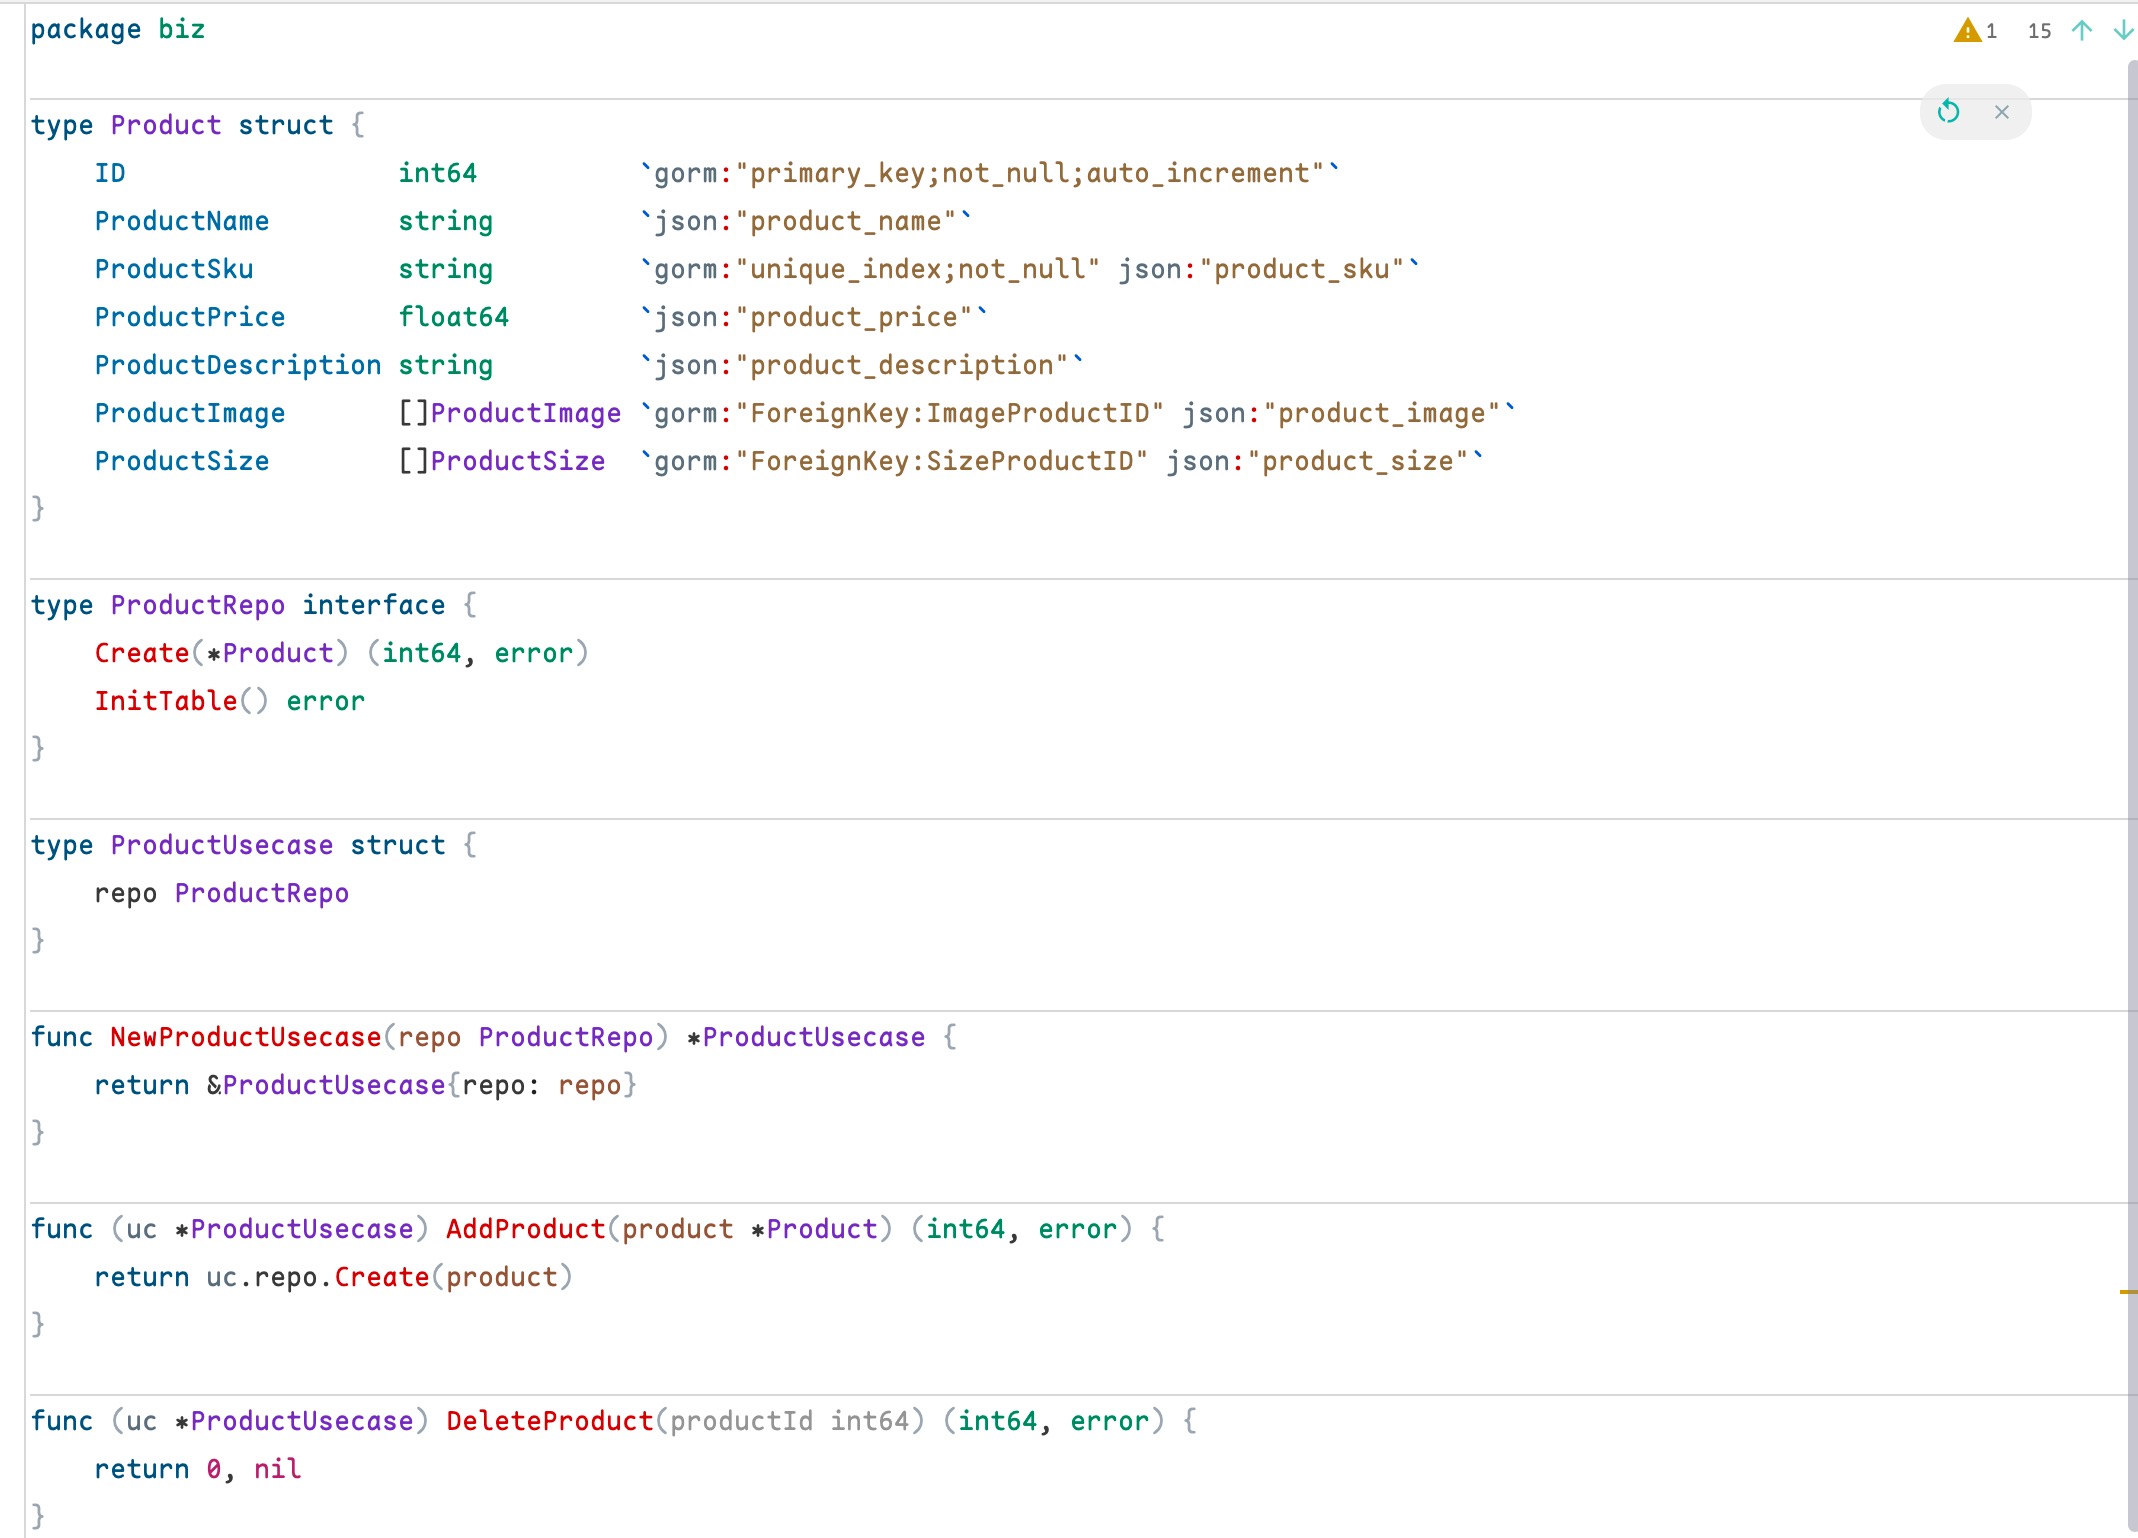 package biz
1 15
type Product struct {
    ID                 int64          `gorm:"primary_key;not_null;auto_increment"`
    ProductName        string         `json:"product_name"`
    ProductSku         string         `gorm:"unique_index;not_null" json:"product_sku"`
    ProductPrice       float64        `json:"product_price"`
    ProductDescription string         `json:"product_description"`
    ProductImage       []ProductImage `gorm:"ForeignKey:ImageProductID" json:"product_image"`
    ProductSize        []ProductSize  `gorm:"ForeignKey:SizeProductID" json:"product_size"`
}
type ProductRepo interface {
    Create(*Product) (int64, error)
    InitTable() error
}
type ProductUsecase struct {
    repo ProductRepo
}
func NewProductUsecase(repo ProductRepo) *ProductUsecase {
    return &ProductUsecase{repo: repo}
}
func (uc *ProductUsecase) AddProduct(product *Product) (int64, error) {
    return uc.repo.Create(product)
}
func (uc *ProductUsecase) DeleteProduct(productId int64) (int64, error) {
    return 0, nil
}